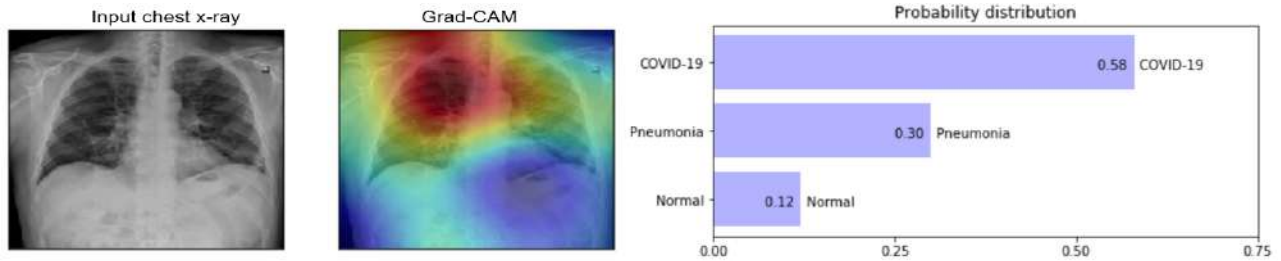 Input chest x-ray
Grad-CAM
Probability distribution
COVID-19
0.58 COVID-19
Pneumonia
0.30 Pneumonia
Normal
0.12 Normal
0.00 0.25 0.50 0.75